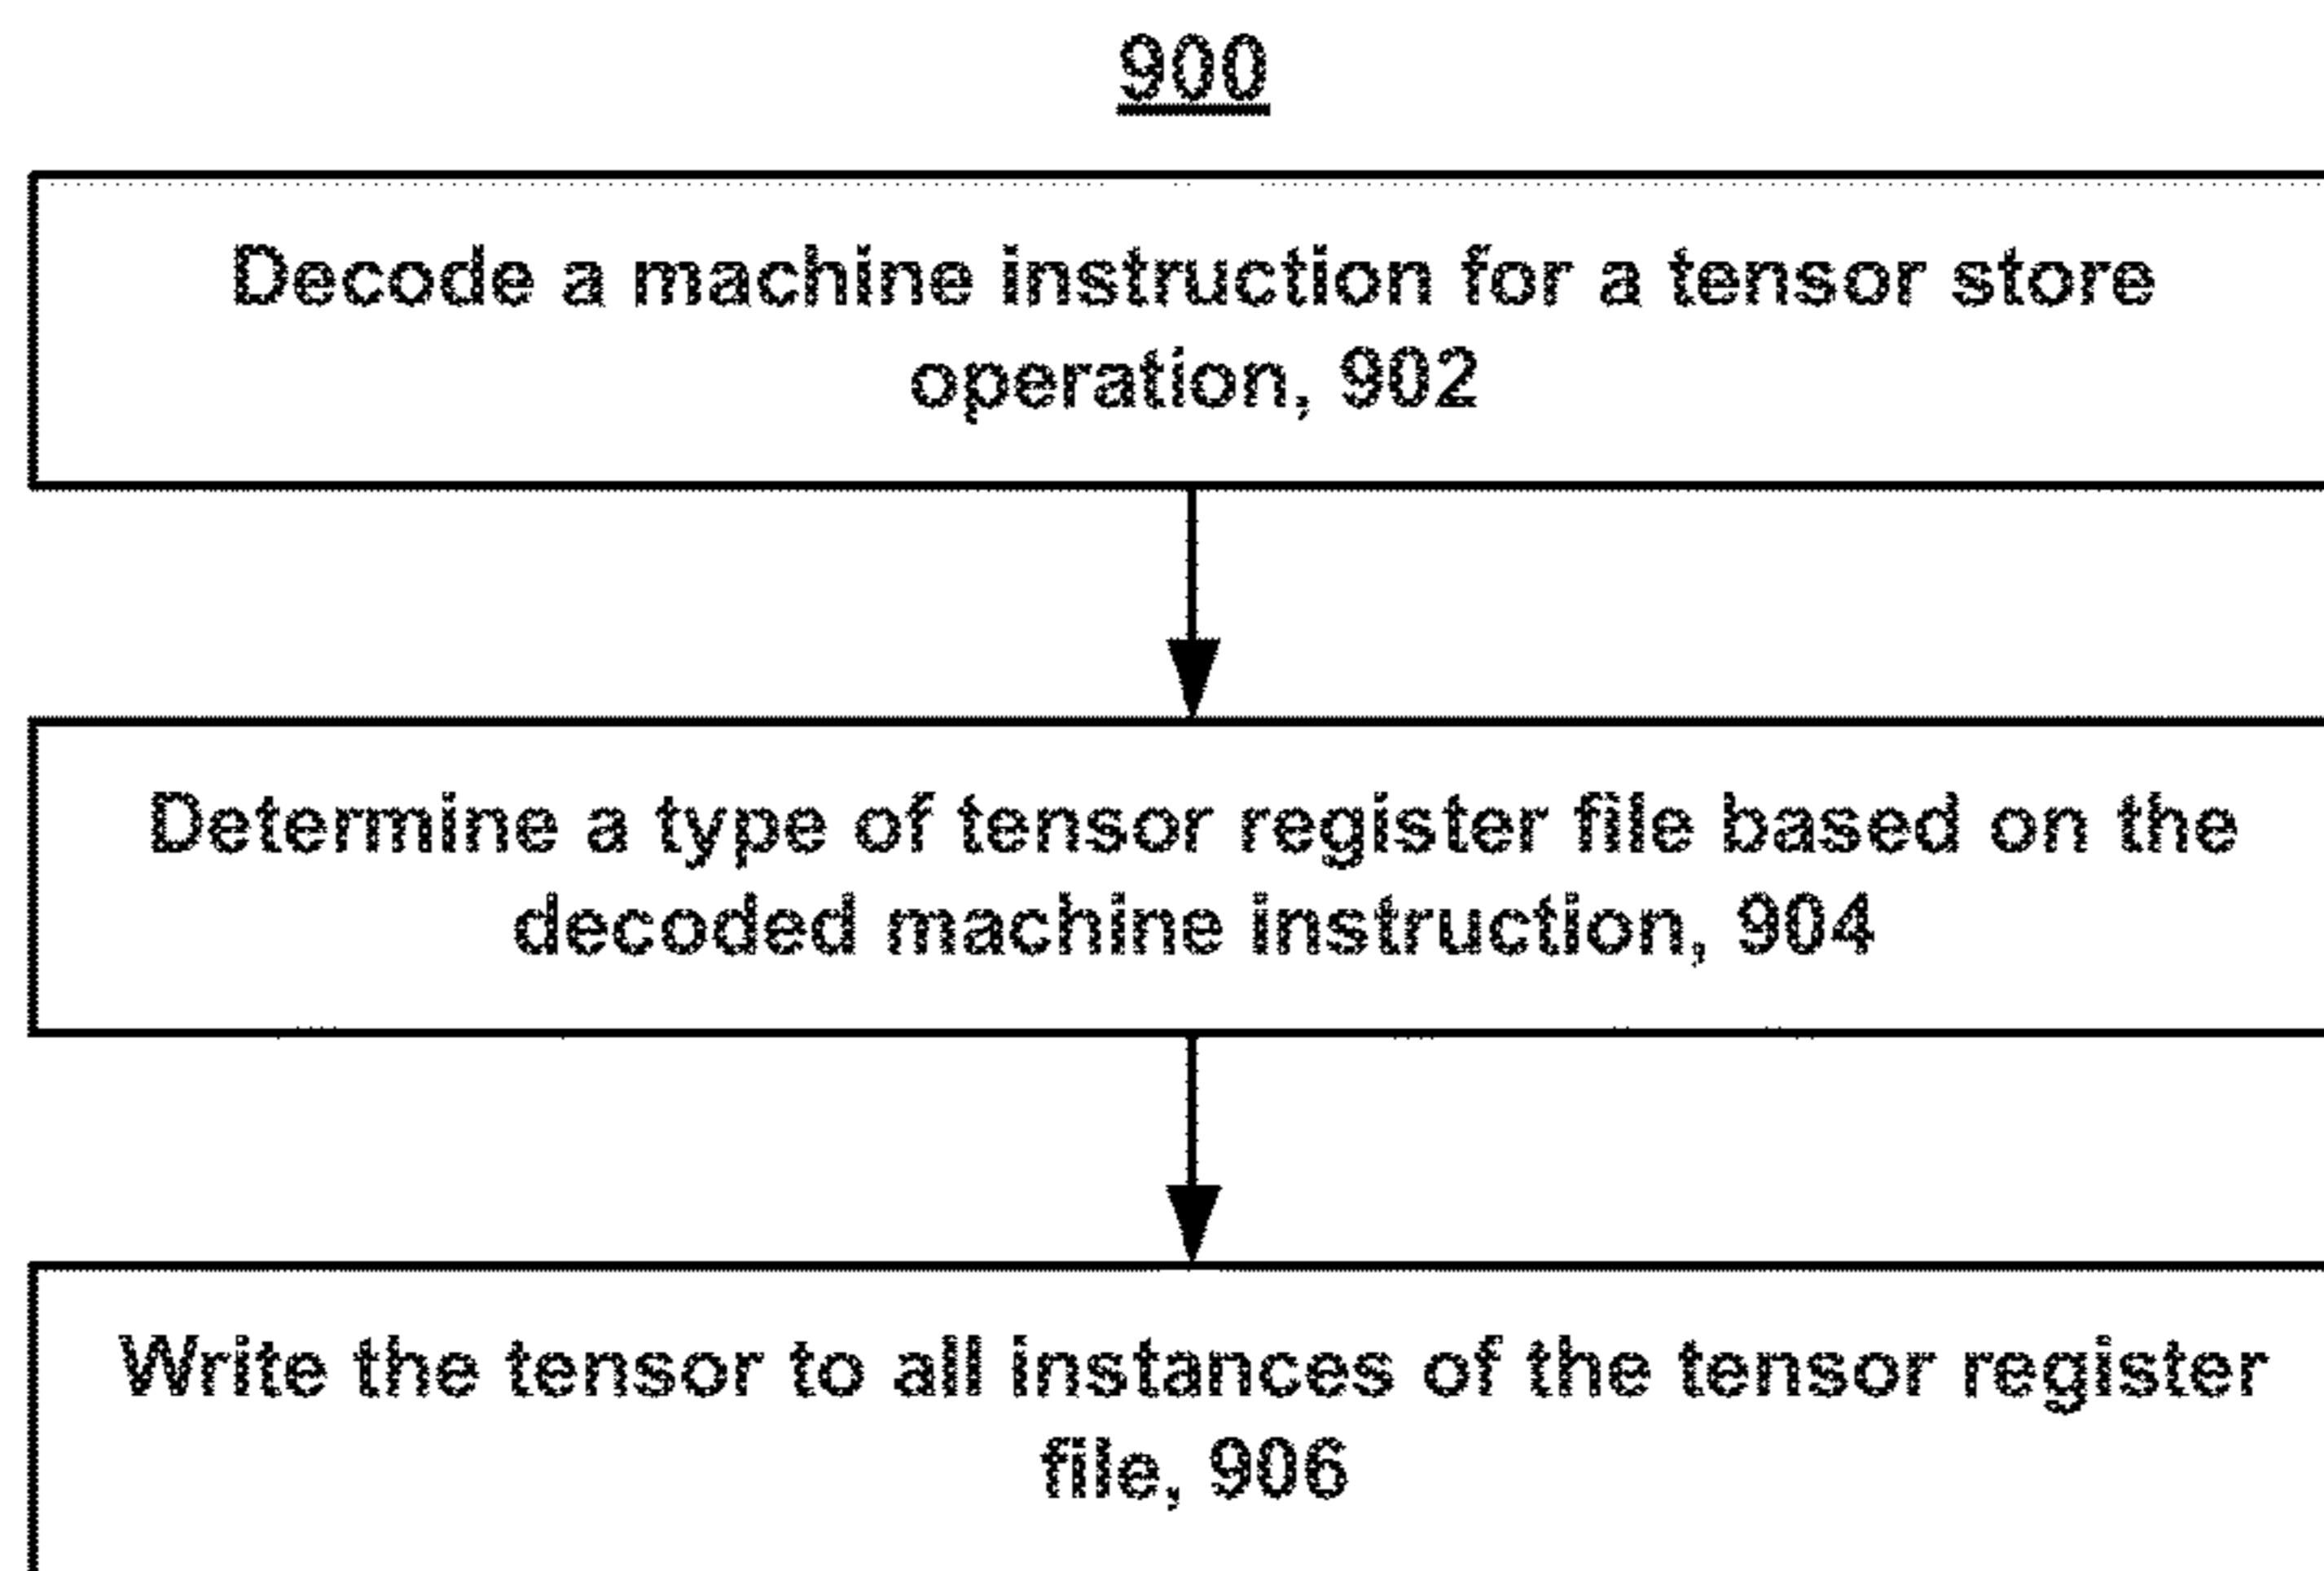 900
Decode a machine instruction for a tensor store
operation, 902
Determine a type of tensor register file based on the
decoded machine instruction, 904
Write the tensor to all instances of the tensor register
file, 906